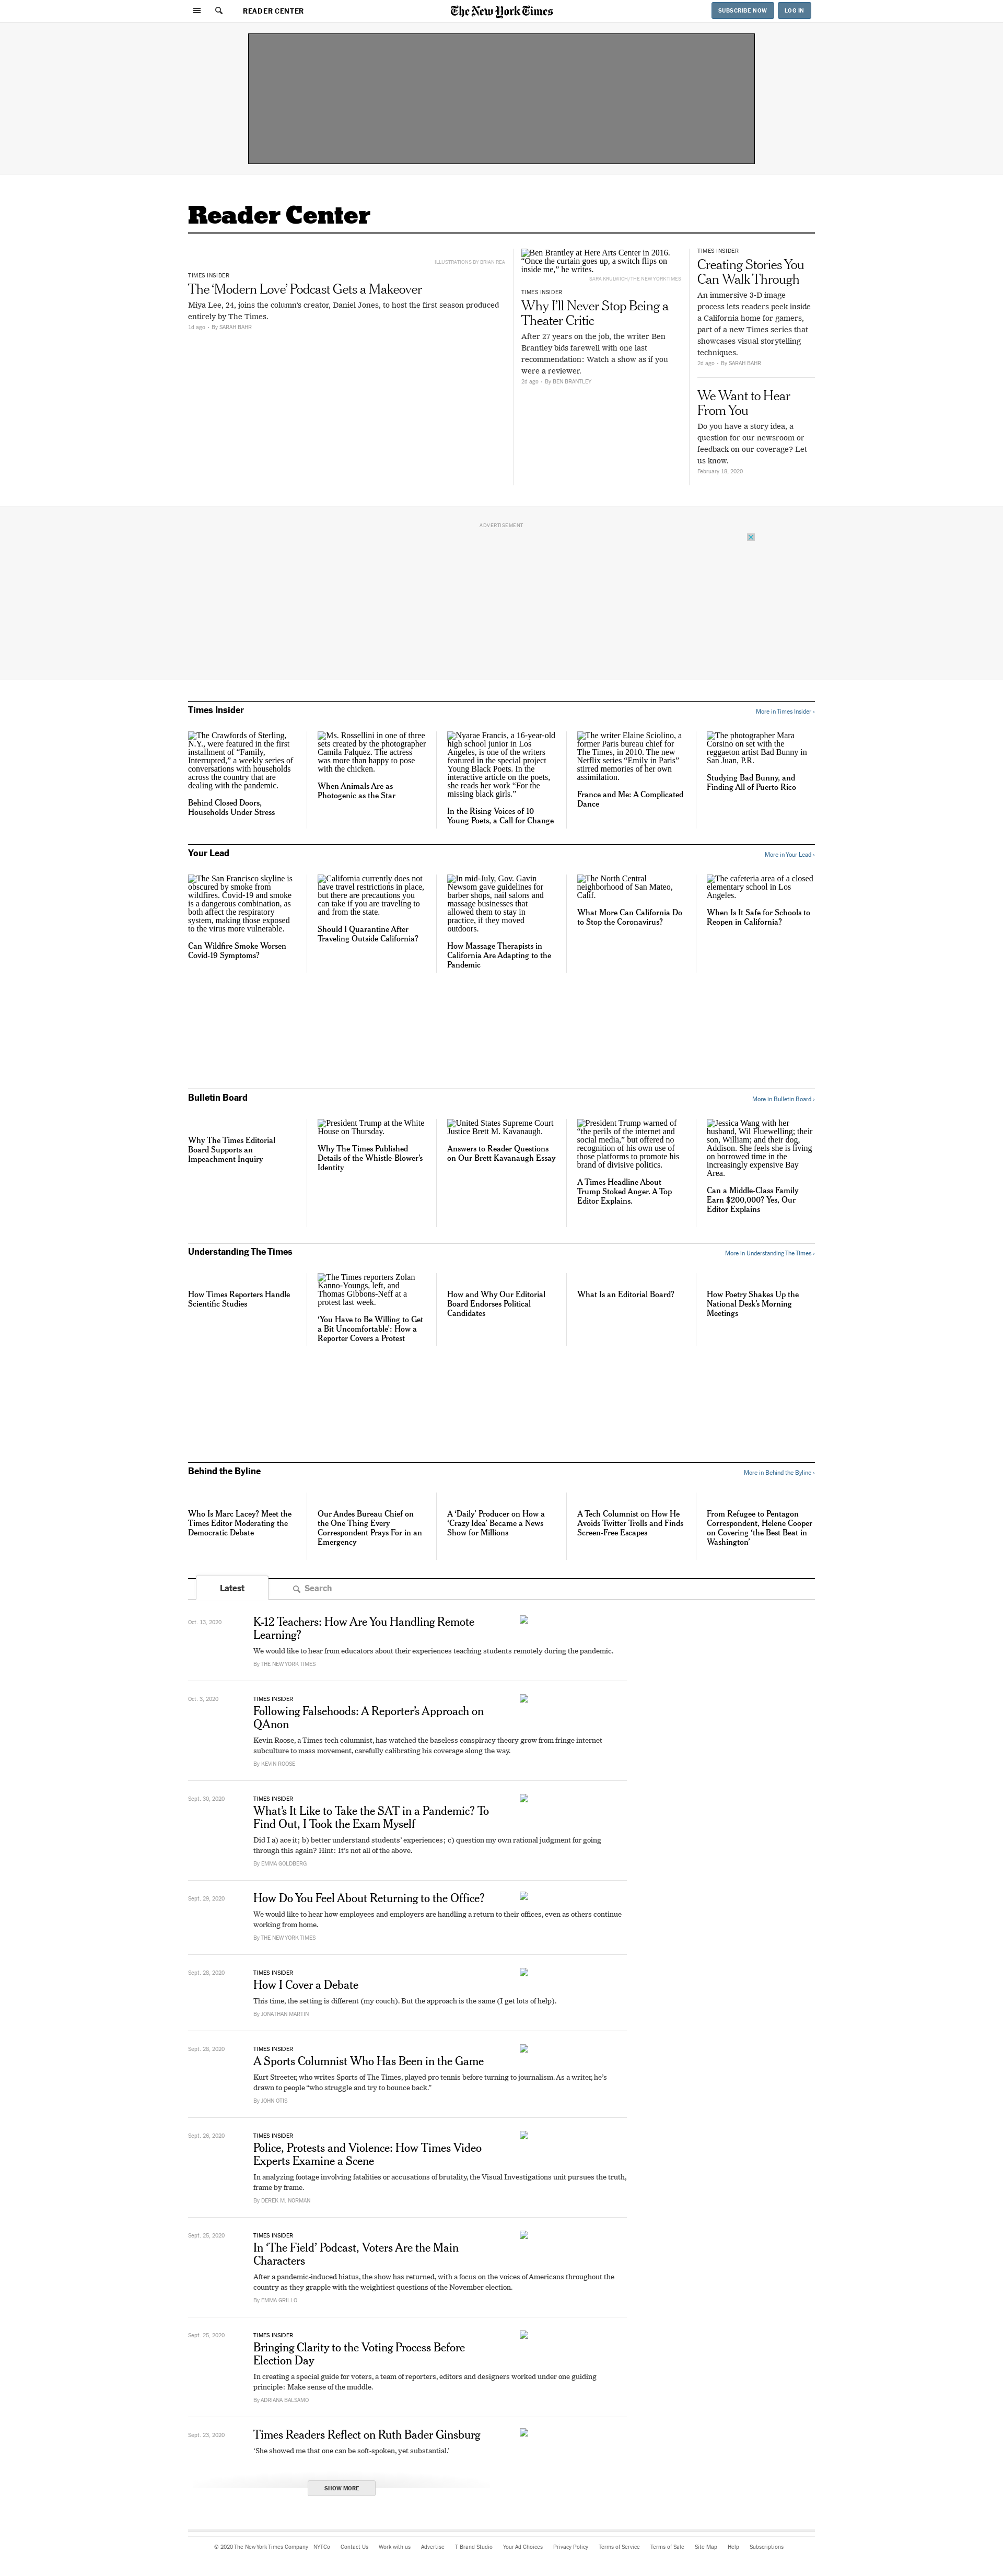 READER CENTER
The New York Times
SUBSCRIBE NOW
LOG IN
Reader Center
ILLUSTRATIONS BY BRIAN REA
TIMES INSIDER
The ‘Modern Love’ Podcast Gets a Makeover
Miya Lee, 24, joins the column’s creator, Daniel Jones, to host the first season produced
entirely by The Times.
1d ago • By SARAH BAHR
Ben Brantley at Here Arts Center in 2016.
“Once the curtain goes up, a switch flips on
inside me,” he writes.
SARA KRULWICH/THE NEW YORK TIMES
TIMES INSIDER
Why I’ll Never Stop Being a
Theater Critic
After 27 years on the job, the writer Ben
Brantley bids farewell with one last
recommendation: Watch a show as if you
were a reviewer.
2d ago • By BEN BRANTLEY
TIMES INSIDER
Creating Stories You
Can Walk Through
An immersive 3-D image
process lets readers peek inside
a California home for gamers,
part of a new Times series that
showcases visual storytelling
techniques.
2d ago • By SARAH BAHR
We Want to Hear
From You
Do you have a story idea, a
question for our newsroom or
feedback on our coverage? Let
us know.
February 18, 2020
ADVERTISEMENT
Times Insider
More in Times Insider ›
The Crawfords of Sterling,
N.Y., were featured in the first
installment of “Family,
Interrupted,” a weekly series of
conversations with households
across the country that are
dealing with the pandemic.
Behind Closed Doors,
Households Under Stress
Ms. Rossellini in one of three
sets created by the photographer
Camila Falquez. The actress
was more than happy to pose
with the chicken.
When Animals Are as
Photogenic as the Star
Nyarae Francis, a 16-year-old
high school junior in Los
Angeles, is one of the writers
featured in the special project
Young Black Poets. In the
interactive article on the poets,
she reads her work “For the
missing black girls.”
In the Rising Voices of 10
Young Poets, a Call for Change
The writer Elaine Sciolino, a
former Paris bureau chief for
The Times, in 2010. The new
Netflix series “Emily in Paris”
stirred memories of her own
assimilation.
France and Me: A Complicated
Dance
The photographer Mara
Corsino on set with the
reggaeton artist Bad Bunny in
San Juan, P.R.
Studying Bad Bunny, and
Finding All of Puerto Rico
Your Lead
More in Your Lead ›
The San Francisco skyline is
obscured by smoke from
wildfires. Covid-19 and smoke
is a dangerous combination, as
both affect the respiratory
system, making those exposed
to the virus more vulnerable.
Can Wildfire Smoke Worsen
Covid-19 Symptoms?
California currently does not
have travel restrictions in place,
but there are precautions you
can take if you are traveling to
and from the state.
Should I Quarantine After
Traveling Outside California?
In mid-July, Gov. Gavin
Newsom gave guidelines for
barber shops, nail salons and
massage businesses that
allowed them to stay in
practice, if they moved
outdoors.
How Massage Therapists in
California Are Adapting to the
Pandemic
The North Central
neighborhood of San Mateo,
Calif.
What More Can California Do
to Stop the Coronavirus?
The cafeteria area of a closed
elementary school in Los
Angeles.
When Is It Safe for Schools to
Reopen in California?
Bulletin Board
More in Bulletin Board ›
Why The Times Editorial
Board Supports an
Impeachment Inquiry
President Trump at the White
House on Thursday.
Why The Times Published
Details of the Whistle-Blower’s
Identity
United States Supreme Court
Justice Brett M. Kavanaugh.
Answers to Reader Questions
on Our Brett Kavanaugh Essay
President Trump warned of
“the perils of the internet and
social media,” but offered no
recognition of his own use of
those platforms to promote his
brand of divisive politics.
A Times Headline About
Trump Stoked Anger. A Top
Editor Explains.
Jessica Wang with her
husband, Wil Fluewelling; their
son, William; and their dog,
Addison. She feels she is living
on borrowed time in the
increasingly expensive Bay
Area.
Can a Middle-Class Family
Earn $200,000? Yes, Our
Editor Explains
Understanding The Times
More in Understanding The Times ›
How Times Reporters Handle
Scientific Studies
The Times reporters Zolan
Kanno-Youngs, left, and
Thomas Gibbons-Neff at a
protest last week.
‘You Have to Be Willing to Get
a Bit Uncomfortable’: How a
Reporter Covers a Protest
How and Why Our Editorial
Board Endorses Political
Candidates
What Is an Editorial Board?
How Poetry Shakes Up the
National Desk’s Morning
Meetings
Behind the Byline
More in Behind the Byline ›
Who Is Marc Lacey? Meet the
Times Editor Moderating the
Democratic Debate
Our Andes Bureau Chief on
the One Thing Every
Correspondent Prays For in an
Emergency
A ‘Daily’ Producer on How a
‘Crazy Idea’ Became a News
Show for Millions
A Tech Columnist on How He
Avoids Twitter Trolls and Finds
Screen-Free Escapes
From Refugee to Pentagon
Correspondent, Helene Cooper
on Covering ‘the Best Beat in
Washington’
Latest
Search
Oct. 13, 2020
K-12 Teachers: How Are You Handling Remote
Learning?
We would like to hear from educators about their experiences teaching students remotely during the pandemic.
By THE NEW YORK TIMES
Oct. 3, 2020
TIMES INSIDER
Following Falsehoods: A Reporter’s Approach on
QAnon
Kevin Roose, a Times tech columnist, has watched the baseless conspiracy theory grow from fringe internet
subculture to mass movement, carefully calibrating his coverage along the way.
By KEVIN ROOSE
Sept. 30, 2020
TIMES INSIDER
What’s It Like to Take the SAT in a Pandemic? To
Find Out, I Took the Exam Myself
Did I a) ace it; b) better understand students’ experiences; c) question my own rational judgment for going
through this again? Hint: It’s not all of the above.
By EMMA GOLDBERG
Sept. 29, 2020
How Do You Feel About Returning to the Office?
We would like to hear how employees and employers are handling a return to their offices, even as others continue
working from home.
By THE NEW YORK TIMES
Sept. 28, 2020
TIMES INSIDER
How I Cover a Debate
This time, the setting is different (my couch). But the approach is the same (I get lots of help).
By JONATHAN MARTIN
Sept. 28, 2020
TIMES INSIDER
A Sports Columnist Who Has Been in the Game
Kurt Streeter, who writes Sports of The Times, played pro tennis before turning to journalism. As a writer, he’s
drawn to people “who struggle and try to bounce back.”
By JOHN OTIS
Sept. 26, 2020
TIMES INSIDER
Police, Protests and Violence: How Times Video
Experts Examine a Scene
In analyzing footage involving fatalities or accusations of brutality, the Visual Investigations unit pursues the truth,
frame by frame.
By DEREK M. NORMAN
Sept. 25, 2020
TIMES INSIDER
In ‘The Field’ Podcast, Voters Are the Main
Characters
After a pandemic-induced hiatus, the show has returned, with a focus on the voices of Americans throughout the
country as they grapple with the weightiest questions of the November election.
By EMMA GRILLO
Sept. 25, 2020
TIMES INSIDER
Bringing Clarity to the Voting Process Before
Election Day
In creating a special guide for voters, a team of reporters, editors and designers worked under one guiding
principle: Make sense of the muddle.
By ADRIANA BALSAMO
Sept. 23, 2020
Times Readers Reflect on Ruth Bader Ginsburg
‘She showed me that one can be soft-spoken, yet substantial.’
SHOW MORE
© 2020 The New York Times Company NYTCo Contact Us Work with us Advertise T Brand Studio Your Ad Choices Privacy Policy Terms of Service Terms of Sale Site Map Help Subscriptions